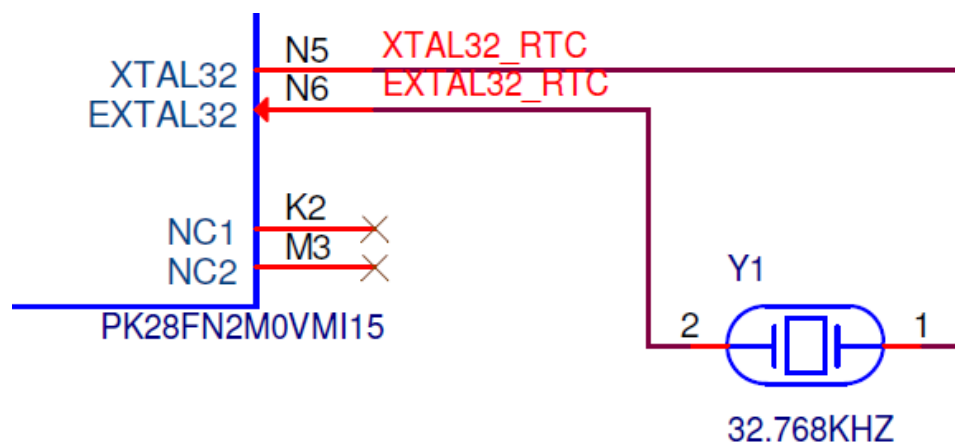 N5 XTAL32_RTC
XTAL32
N6 EXTAL32_RTC
EXTAL32
K2
NC1
M3
NC2
PK28FN2M0VMI15
Y1
2 1
32.768KHZ